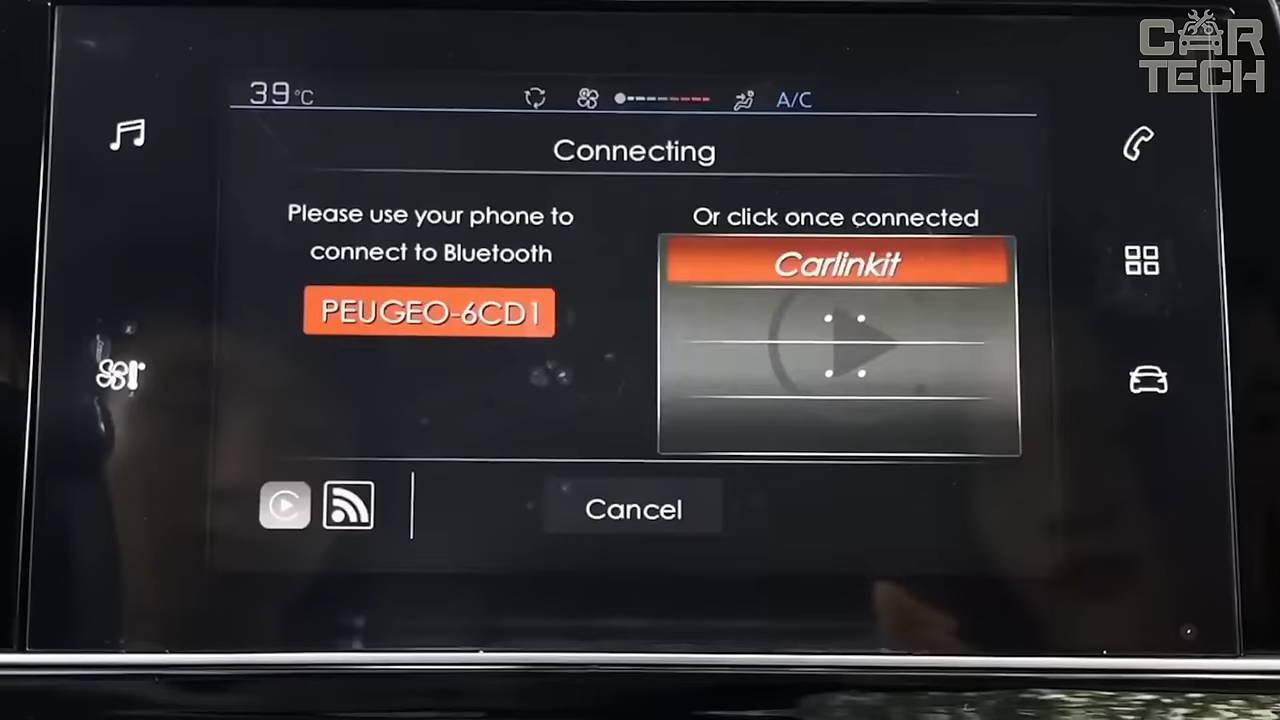 CAR
TECH
39°C
A/C
Connecting
Please use your phone to
connect to Bluetooth
PEUGEO-6CD1
Or click once connected
Carlinkit
Cancel